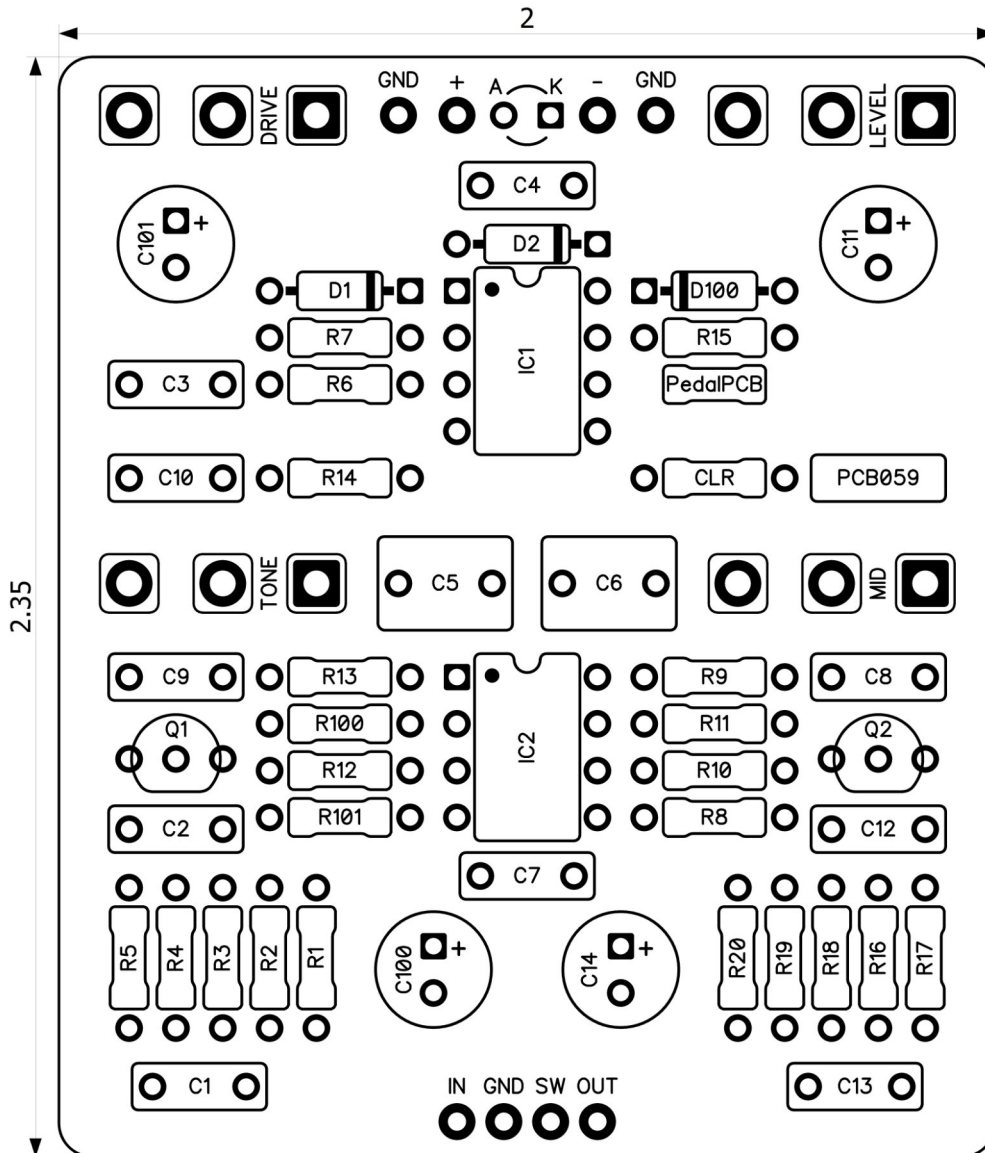 2
GND + A K - GND
DRIVE
LEVEL
C4
C101 +
C11 +
D2
D1
D100
R7
IC1
R15
C3
R6
PedalPCB
C10
R14
CLR
PCB059
2.35
TONE
C5
C6
MID
C9
R13
R9
C8
Q1
R100
IC2
R11
Q2
R12
R10
C2
R101
R8
C12
C7
R5
R4
R3
R2
R1
C100 +
C14 +
R20
R19
R18
R16
R17
C1
C13
IN GND SW OUT